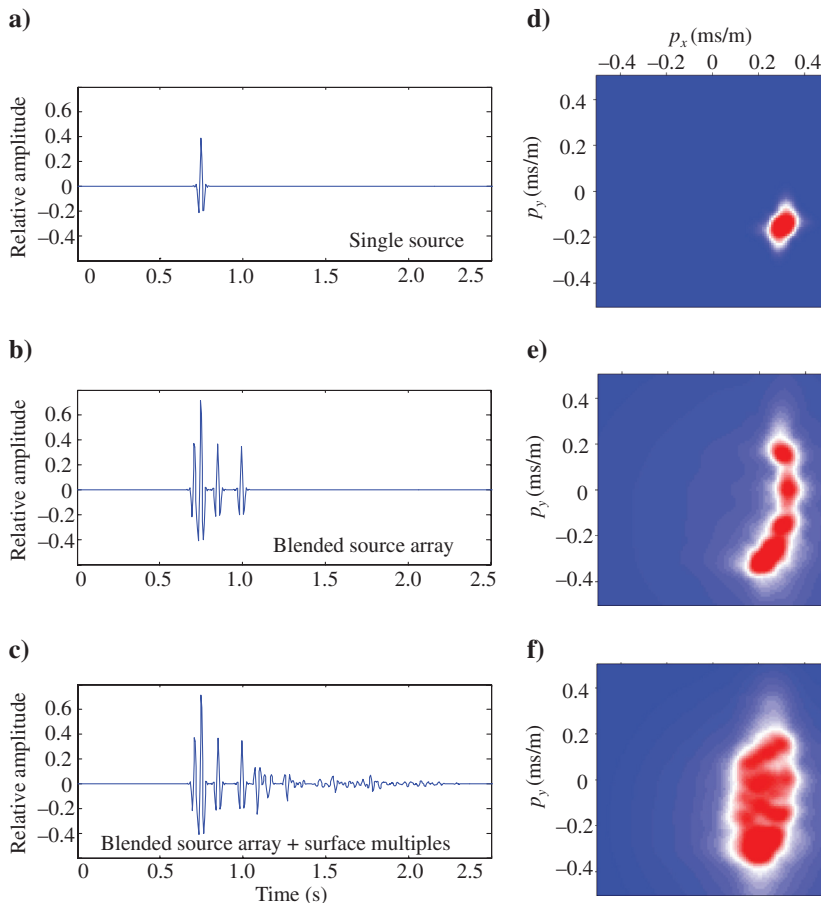 a)
Relative amplitude
0.6
0.4
0.2
0
−0.2
−0.4
Single source
0 0.5 1.0 1.5 2.0 2.5
d)
p_x (ms/m)
−0.4 0 0.2 0.4
p_y (ms/m)
0.4
0.2
0
−0.2
−0.4
b)
Relative amplitude
0.6
0.4
0.2
0
−0.2
−0.4
Blended source array
0 0.5 1.0 1.5 2.0 2.5
e)
p_y (ms/m)
0.4
0.2
0
−0.2
−0.4
c)
Relative amplitude
0.6
0.4
0.2
0
−0.2
−0.4
Blended source array + surface multiples
0 0.5 1.0 1.5 2.0 2.5
Time (s)
f)
p_y (ms/m)
0.4
0.2
0
−0.2
−0.4